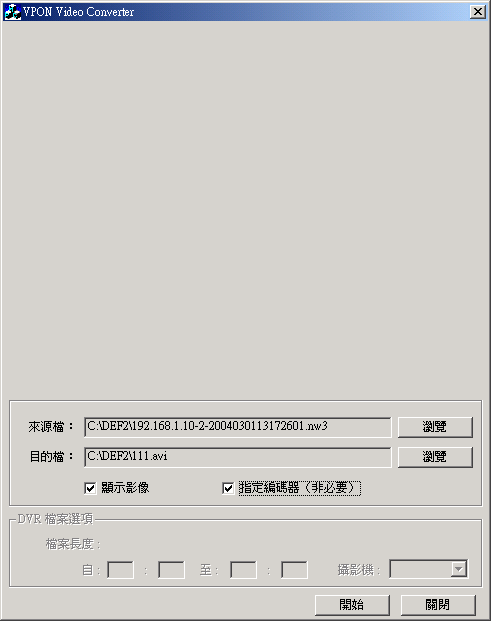 VPON Video Converter
來源檔： C:\DEF2\192.168.1.10-2-2004030113172601.nw3 瀏覽
目的檔： C:\DEF2\111.avi 瀏覽
顯示影像 指定編碼器（非必要）
DVR 檔案選項
檔案長度 :
自 : : 至 : : 攝影機 :
開始 關閉